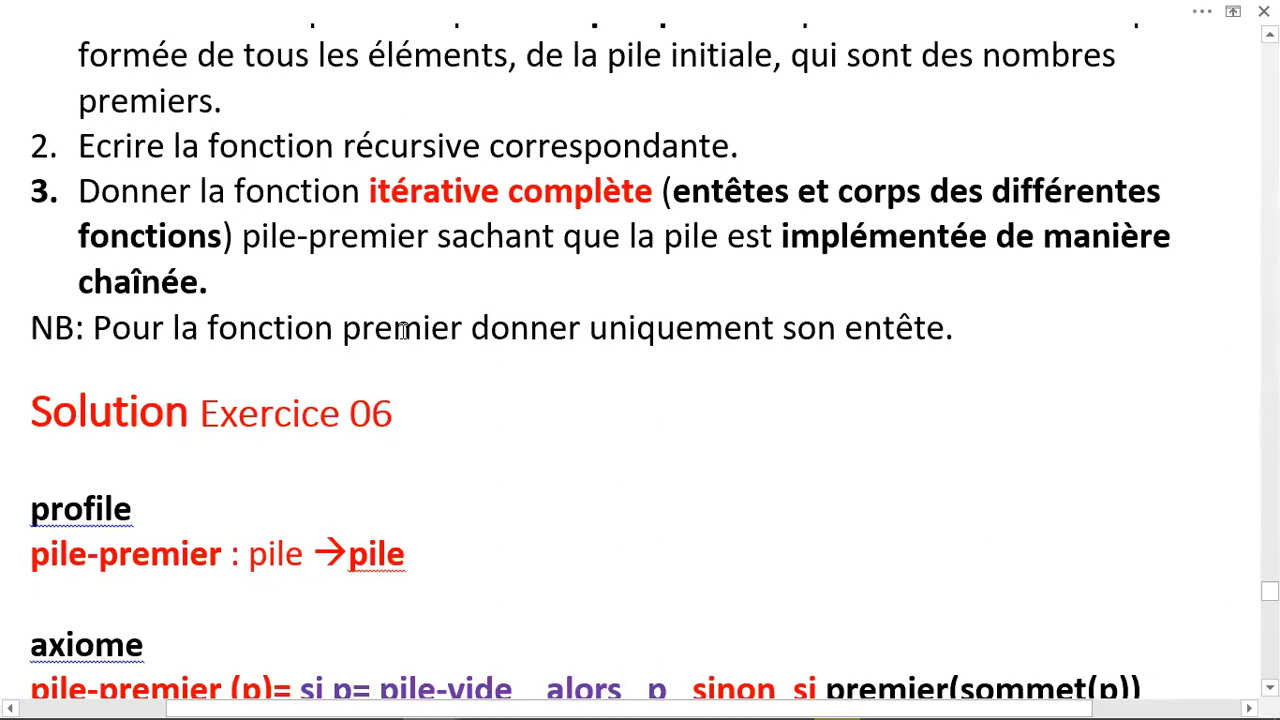 formée de tous les éléments, de la pile initiale, qui sont des nombres
premiers.
2. Ecrire la fonction récursive correspondante.
3. Donner la fonction itérative complète (entêtes et corps des différentes
fonctions) pile-premier sachant que la pile est implémentée de manière
chaînée.
NB: Pour la fonction premier donner uniquement son entête.
Solution Exercice 06
profile
pile-premier : pile →pile
axiome
pile-premier (p)= si p= pile-vide alors p sinon si premier(sommet(p))